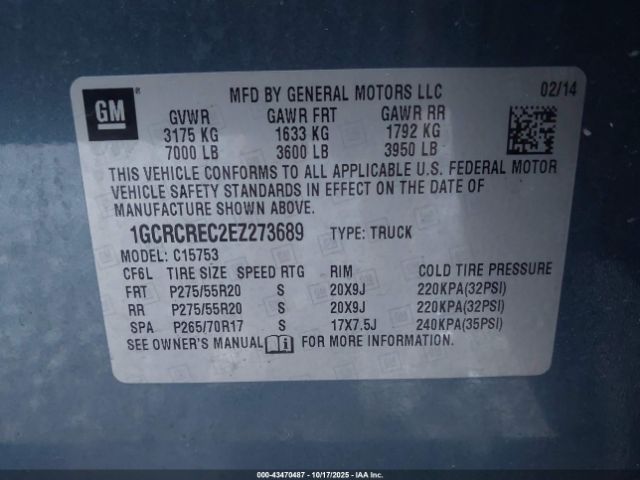 GM ®
MFD BY GENERAL MOTORS LLC 02/14
GVWR GAWR FRT GAWR RR
3175 KG 1633 KG 1792 KG
7000 LB 3600 LB 3950 LB
THIS VEHICLE CONFORMS TO ALL APPLICABLE U.S. FEDERAL MOTOR
VEHICLE SAFETY STANDARDS IN EFFECT ON THE DATE OF
MANUFACTURE SHOWN ABOVE.
1GCRCREC2EZ273689 TYPE: TRUCK
MODEL: C15753
CF6L TIRE SIZE SPEED RTG RIM COLD TIRE PRESSURE
FRT P275/55R20 S 20X9J 220KPA(32PSI)
RR P275/55R20 S 20X9J 220KPA(32PSI)
SPA P265/70R17 S 17X7.5J 240KPA(35PSI)
SEE OWNER'S MANUAL FOR MORE INFORMATION.
000-43470487 | 10/17/2025 | IAAI.com